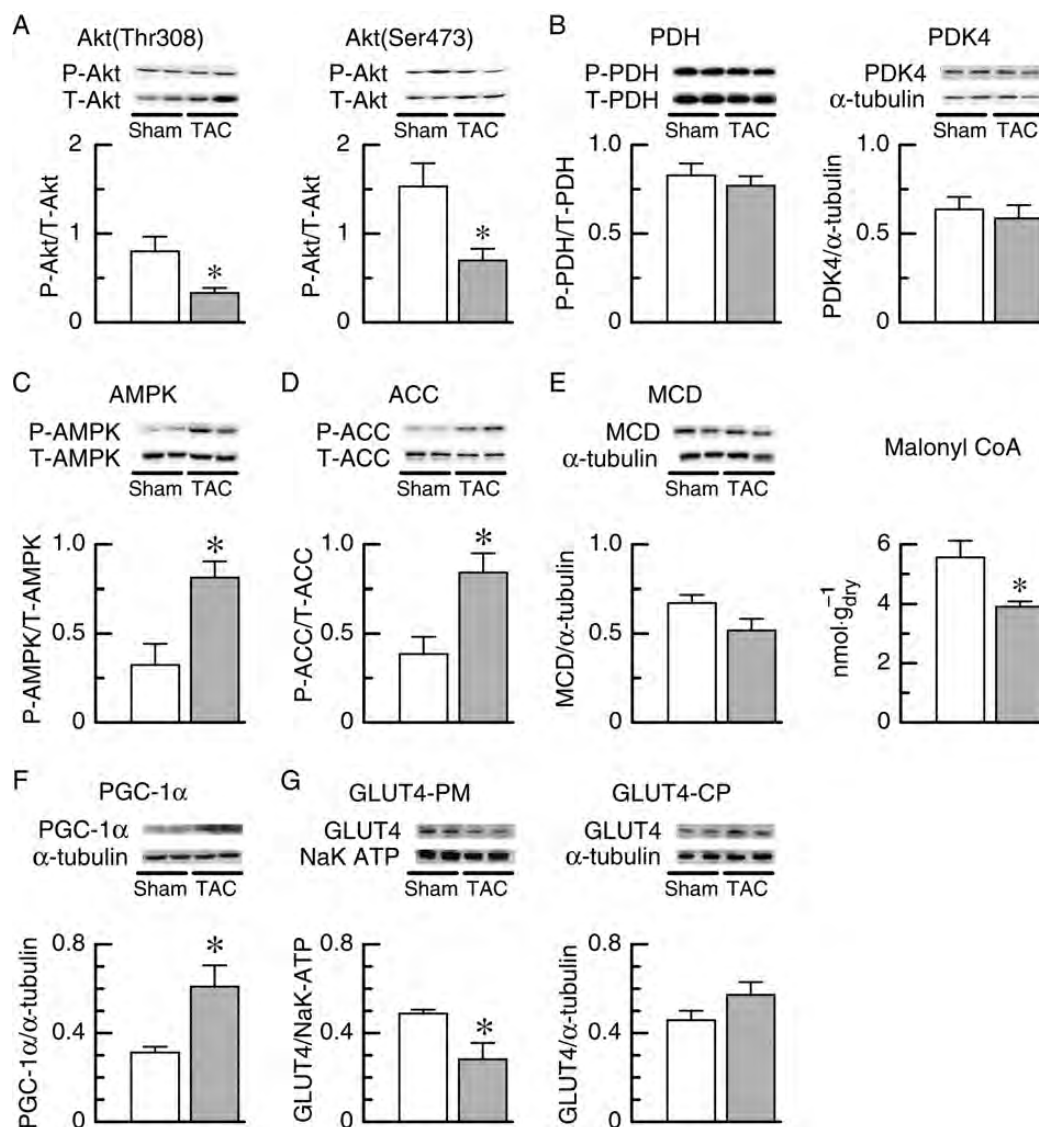 A
Akt(Thr308)
P-Akt
T-Akt
Sham TAC
P-Akt/T-Akt
2
1
0
*
Akt(Ser473)
P-Akt
T-Akt
Sham TAC
P-Akt/T-Akt
2
1
0
*
B
PDH
P-PDH
T-PDH
Sham TAC
P-PDH/T-PDH
1.0
0.5
0
PDK4
PDK4
α-tubulin
Sham TAC
PDK4/α-tubulin
1.0
0.5
0
C
AMPK
P-AMPK
T-AMPK
Sham TAC
P-AMPK/T-AMPK
1.0
0.5
0
*
D
ACC
P-ACC
T-ACC
Sham TAC
P-ACC/T-ACC
1.0
0.5
0
*
E
MCD
MCD
α-tubulin
Sham TAC
MCD/α-tubulin
1.0
0.5
0
Malonyl CoA
nmol·g⁻¹dry
6
4
2
0
*
F
PGC-1α
PGC-1α
α-tubulin
Sham TAC
PGC-1α/α-tubulin
0.8
0.4
0
*
G
GLUT4-PM
GLUT4
NaK ATP
Sham TAC
GLUT4/NaK-ATP
0.8
0.4
0
*
GLUT4-CP
GLUT4
α-tubulin
Sham TAC
GLUT4/α-tubulin
0.8
0.4
0